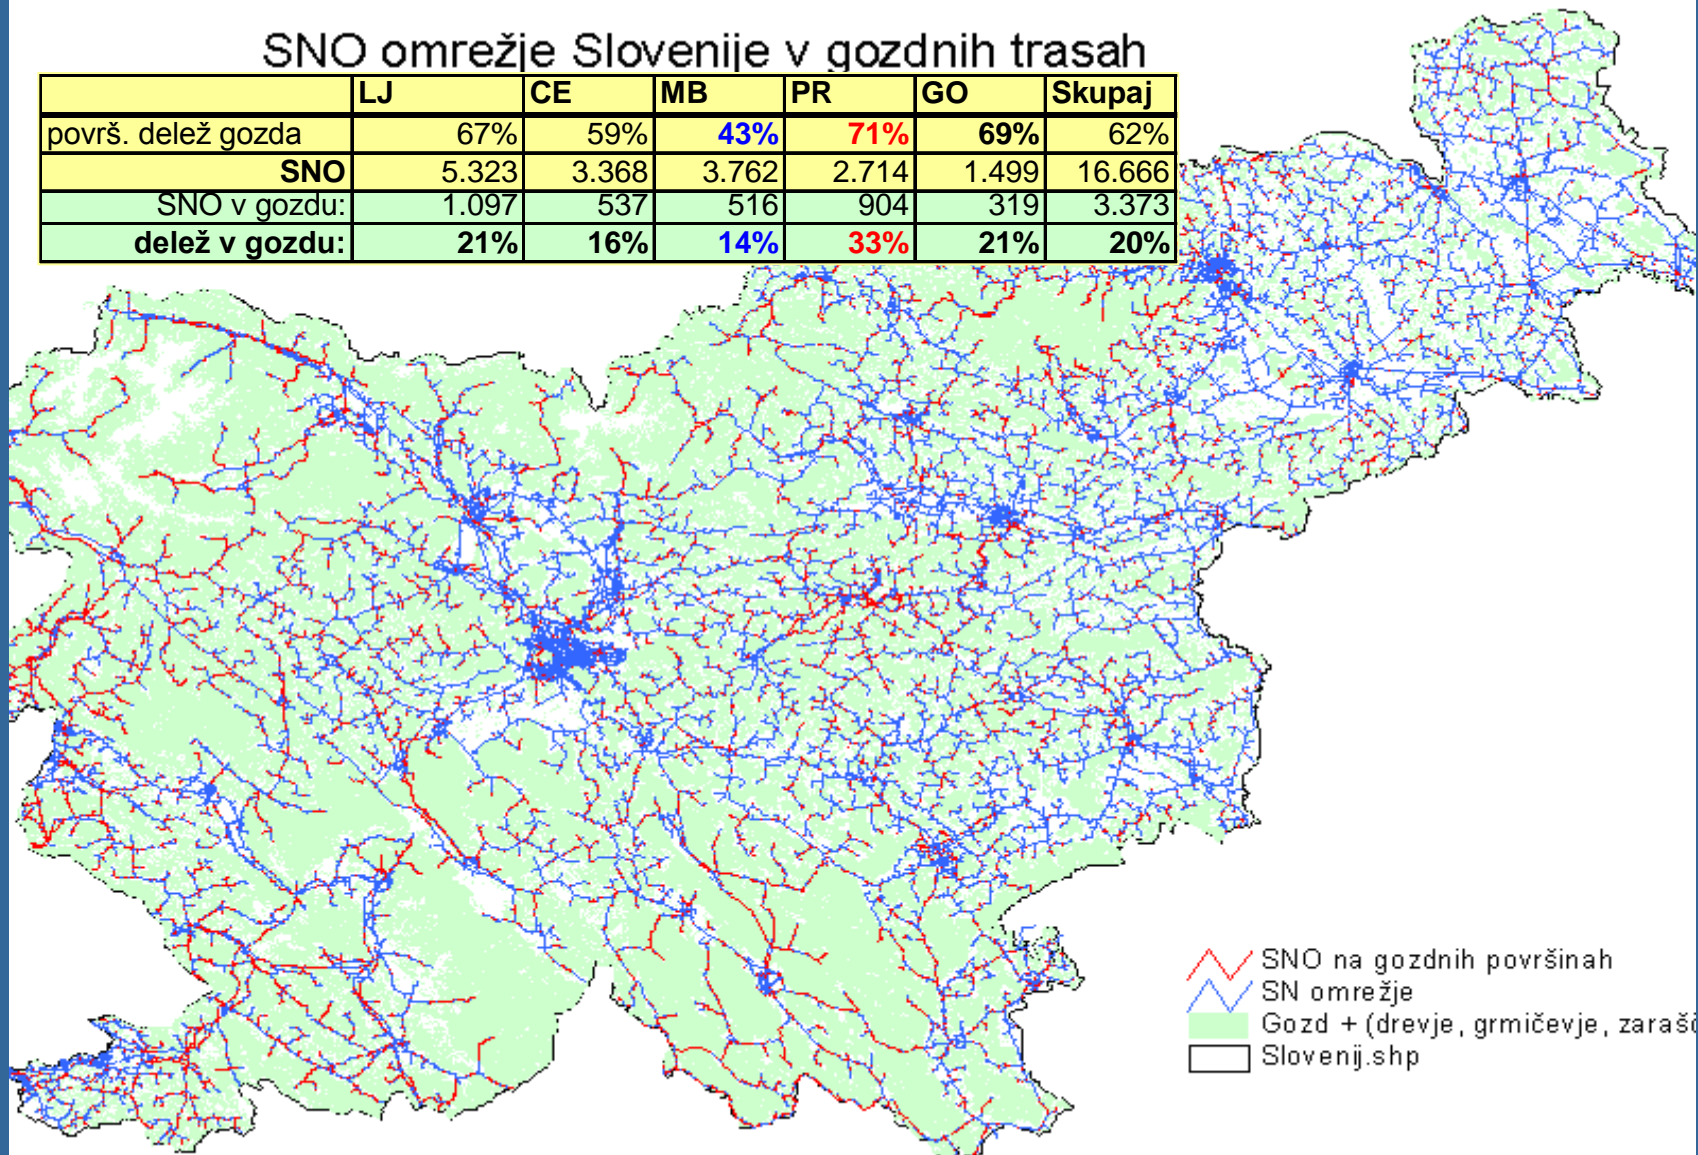 SNO omrežje Slovenije v gozdnih trasah
LJ CE MB PR GO Skupaj
površ. delež gozda 67% 59% 43% 71% 69% 62%
SNO 5.323 3.368 3.762 2.714 1.499 16.666
SNO v gozdu: 1.097 537 516 904 319 3.373
delež v gozdu: 21% 16% 14% 33% 21% 20%
SNO na gozdnih površinah
SN omrežje
Gozd + (drevje, grmičevje, zarašč
Slovenij.shp